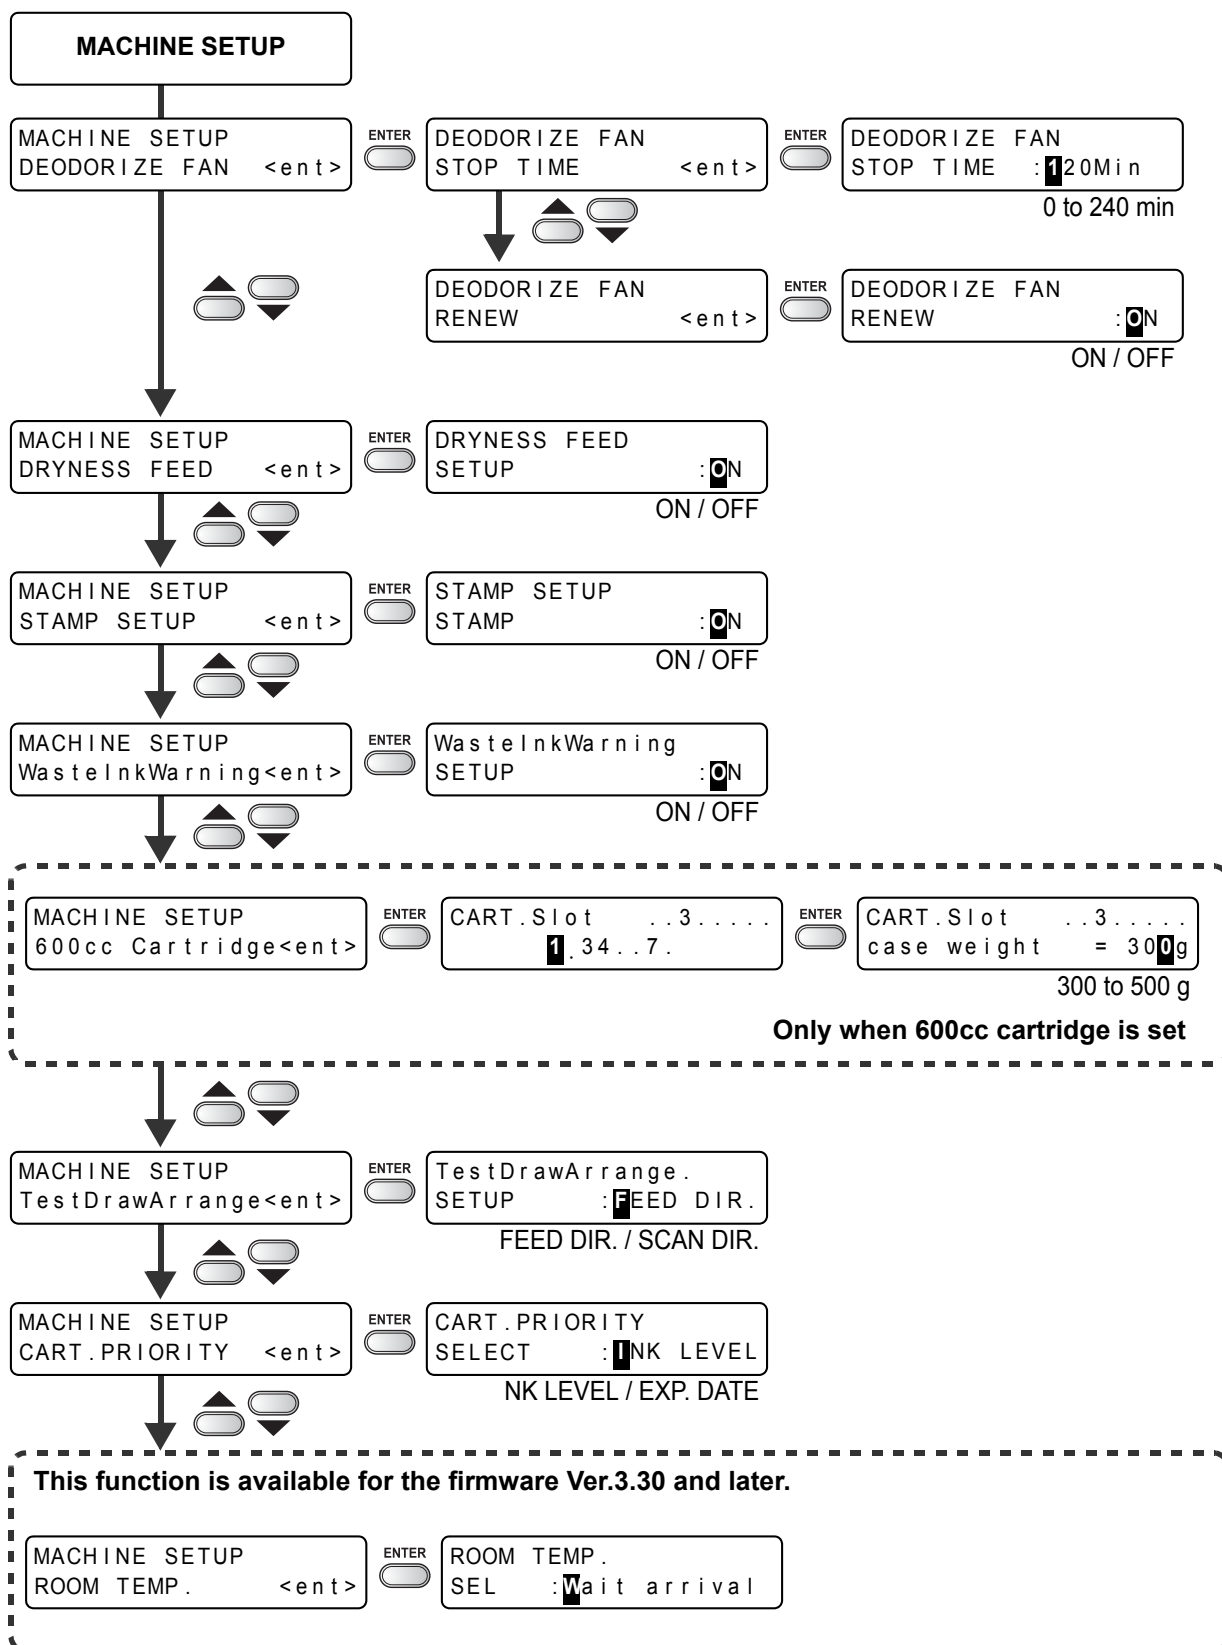 MACHINE SETUP
MACHINE SETUP
DEODORIZE FAN <ent>
ENTER
DEODORIZE FAN
STOP TIME <ent>
ENTER
DEODORIZE FAN
STOP TIME :120Min
0 to 240 min
DEODORIZE FAN
RENEW <ent>
ENTER
DEODORIZE FAN
RENEW :ON
ON / OFF
MACHINE SETUP
DRYNESS FEED <ent>
ENTER
DRYNESS FEED
SETUP :ON
ON / OFF
MACHINE SETUP
STAMP SETUP <ent>
ENTER
STAMP SETUP
STAMP :ON
ON / OFF
MACHINE SETUP
WasteInkWarning<ent>
ENTER
WasteInkWarning
SETUP :ON
ON / OFF
MACHINE SETUP
600cc Cartridge<ent>
ENTER
CART.Slot ..3.....
1.34..7.
ENTER
CART.Slot ..3.....
case weight = 300g
300 to 500 g
Only when 600cc cartridge is set
MACHINE SETUP
TestDrawArrange<ent>
ENTER
TestDrawArrange.
SETUP :FEED DIR.
FEED DIR. / SCAN DIR.
MACHINE SETUP
CART.PRIORITY <ent>
ENTER
CART.PRIORITY
SELECT :INK LEVEL
NK LEVEL / EXP. DATE
This function is available for the firmware Ver.3.30 and later.
MACHINE SETUP
ROOM TEMP. <ent>
ENTER
ROOM TEMP.
SEL :Wait arrival